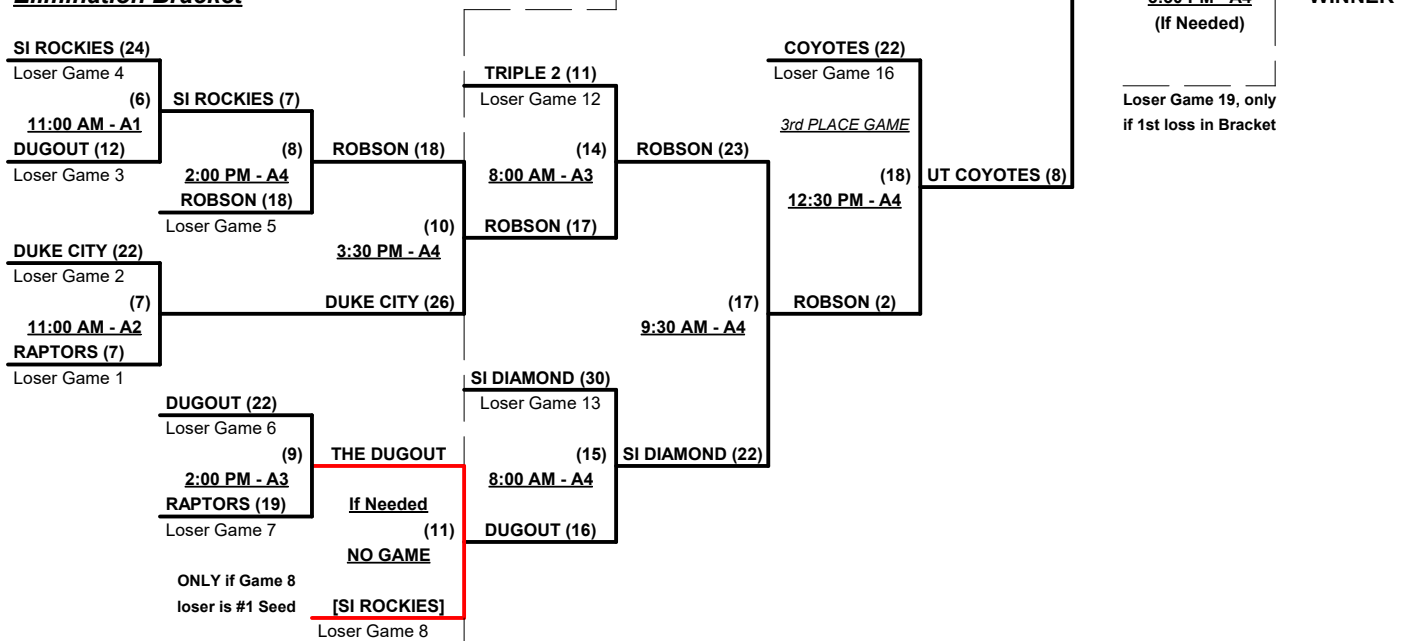 Elimination Bracket
(If Needed)
SI ROCKIES (24)
COYOTES (22)
Loser Game 4
TRIPLE 2 (11)
Loser Game 16
(6)
SI ROCKIES (7)
Loser Game 12
Loser Game 19, only
11:00 AM - A1
3rd PLACE GAME
if 1st loss in Bracket
DUGOUT (12)
(8)
ROBSON (18)
(14)
ROBSON (23)
Loser Game 3
2:00 PM - A4
8:00 AM - A3
(18)
UT COYOTES (8)
ROBSON (18)
12:30 PM - A4
Loser Game 5
(10)
ROBSON (17)
DUKE CITY (22)
3:30 PM - A4
Loser Game 2
(7)
DUKE CITY (26)
(17)
ROBSON (2)
11:00 AM - A2
9:30 AM - A4
RAPTORS (7)
Loser Game 1
SI DIAMOND (30)
DUGOUT (22)
Loser Game 13
Loser Game 6
(9)
THE DUGOUT
(15)
SI DIAMOND (22)
2:00 PM - A3
8:00 AM - A4
RAPTORS (19)
If Needed
Loser Game 7
(11)
DUGOUT (16)
NO GAME
ONLY if Game 8
loser is #1 Seed
[SI ROCKIES]
Loser Game 8